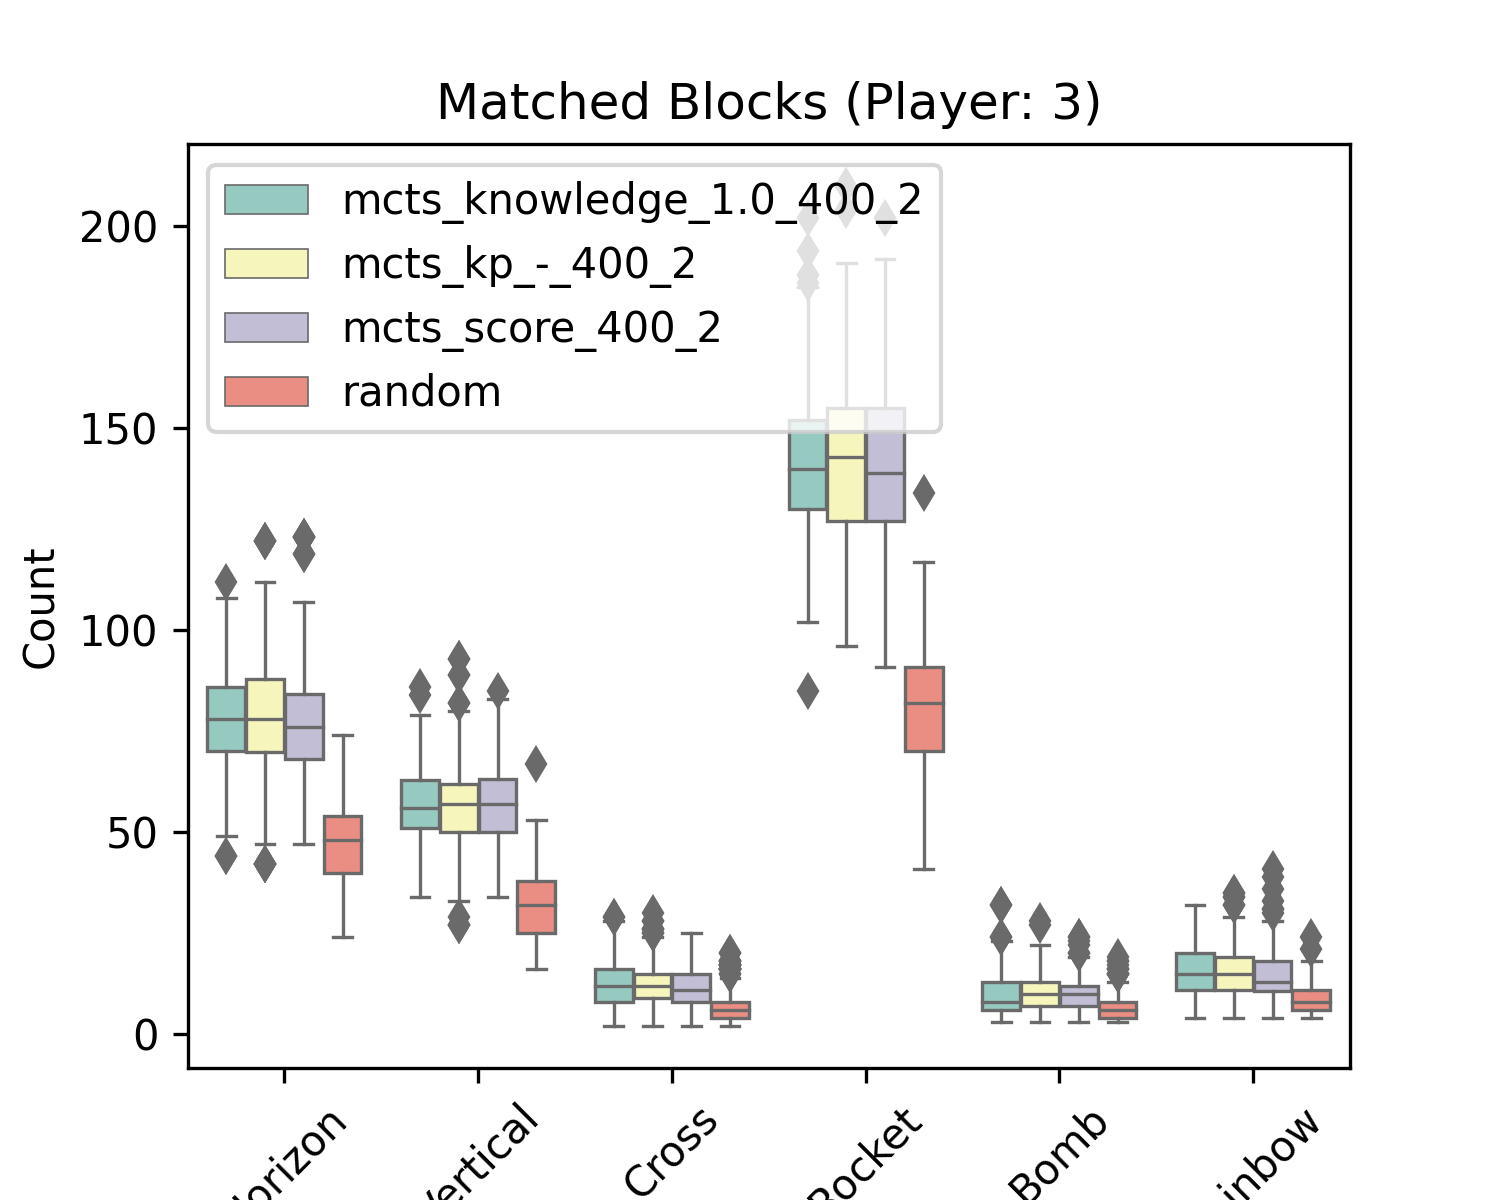 Matched Blocks (Player: 3)
mcts_knowledge_1.0_400_2
mcts_kp_-_400_2
mcts_score_400_2
random
Count
200
150
100
50
0
Cross
Bomb